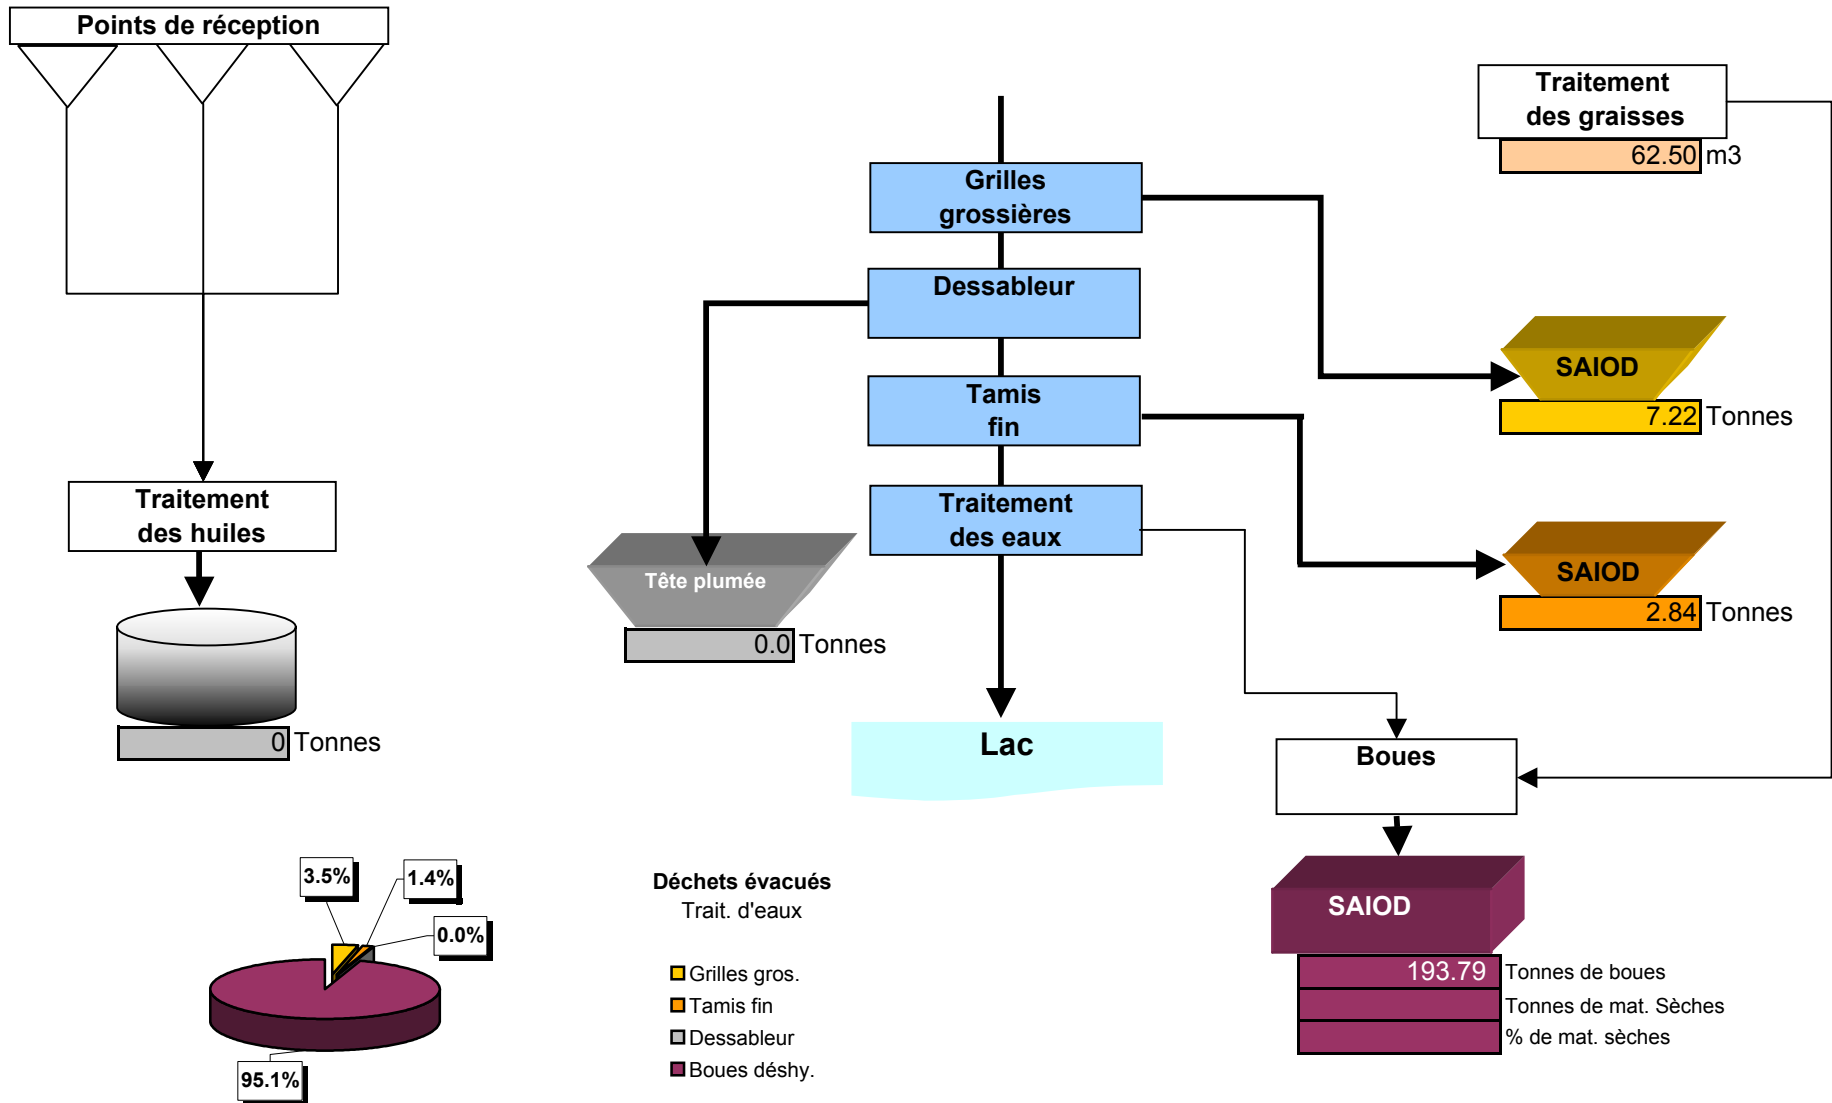 Points de réception
Traitement
des graisses
62.50 m3
Grilles
grossières
Dessableur
SAIOD
7.22 Tonnes
Tamis
fin
Traitement
des huiles
Traitement
des eaux
Tête plumée
0.0 Tonnes
SAIOD
2.84 Tonnes
0 Tonnes
Lac
Boues
SAIOD
193.79 Tonnes de boues
Tonnes de mat. Sèches
% de mat. sèches
3.5%
1.4%
0.0%
95.1%
Déchets évacués
Trait. d'eaux
Grilles gros.
Tamis fin
Dessableur
Boues déshy.